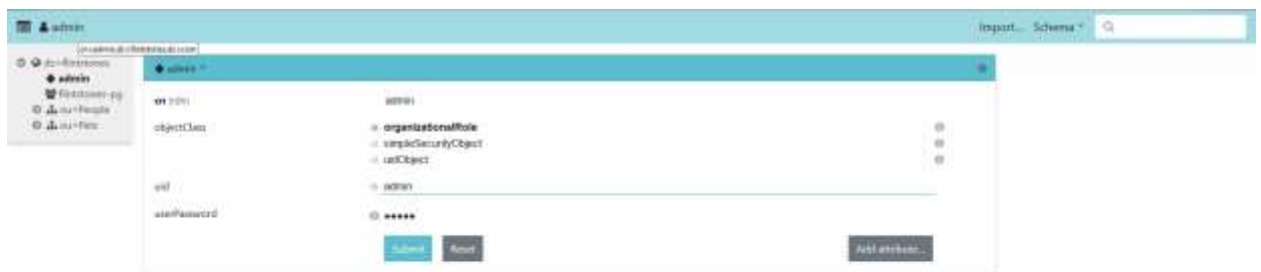 admin
Import... Schema
dc=flintstones
admin
flintstones-pg
ou=People
ou=Pets
admin
cn admin
objectClass organizationalRole
simpleSecurityObject
uidObject
uid admin
userPassword •••••
Submit Reset Add attribute...